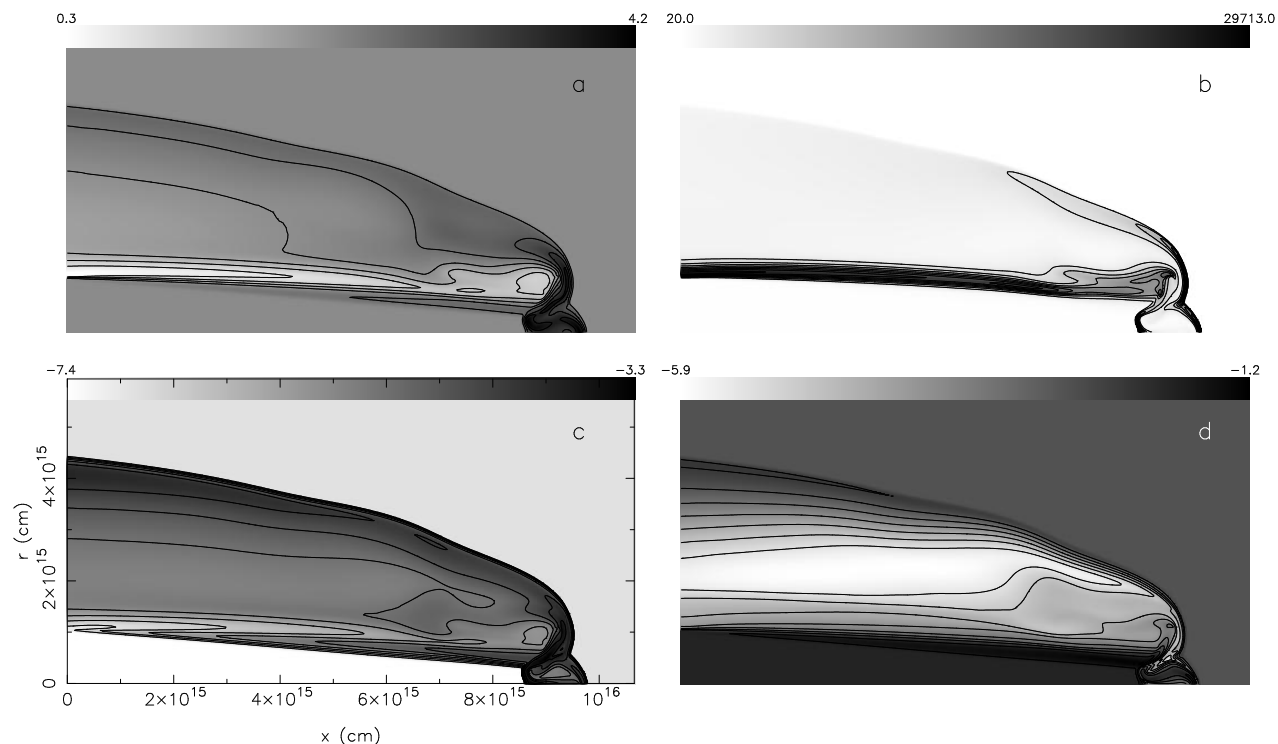 0.3 4.2 20.0 29713.0
a b
−7.4 −3.3 −5.9 −1.2
c d
4×10¹⁵
r (cm)
2×10¹⁵
0
0 2×10¹⁵ 4×10¹⁵ 6×10¹⁵ 8×10¹⁵ 10¹⁶
x (cm)